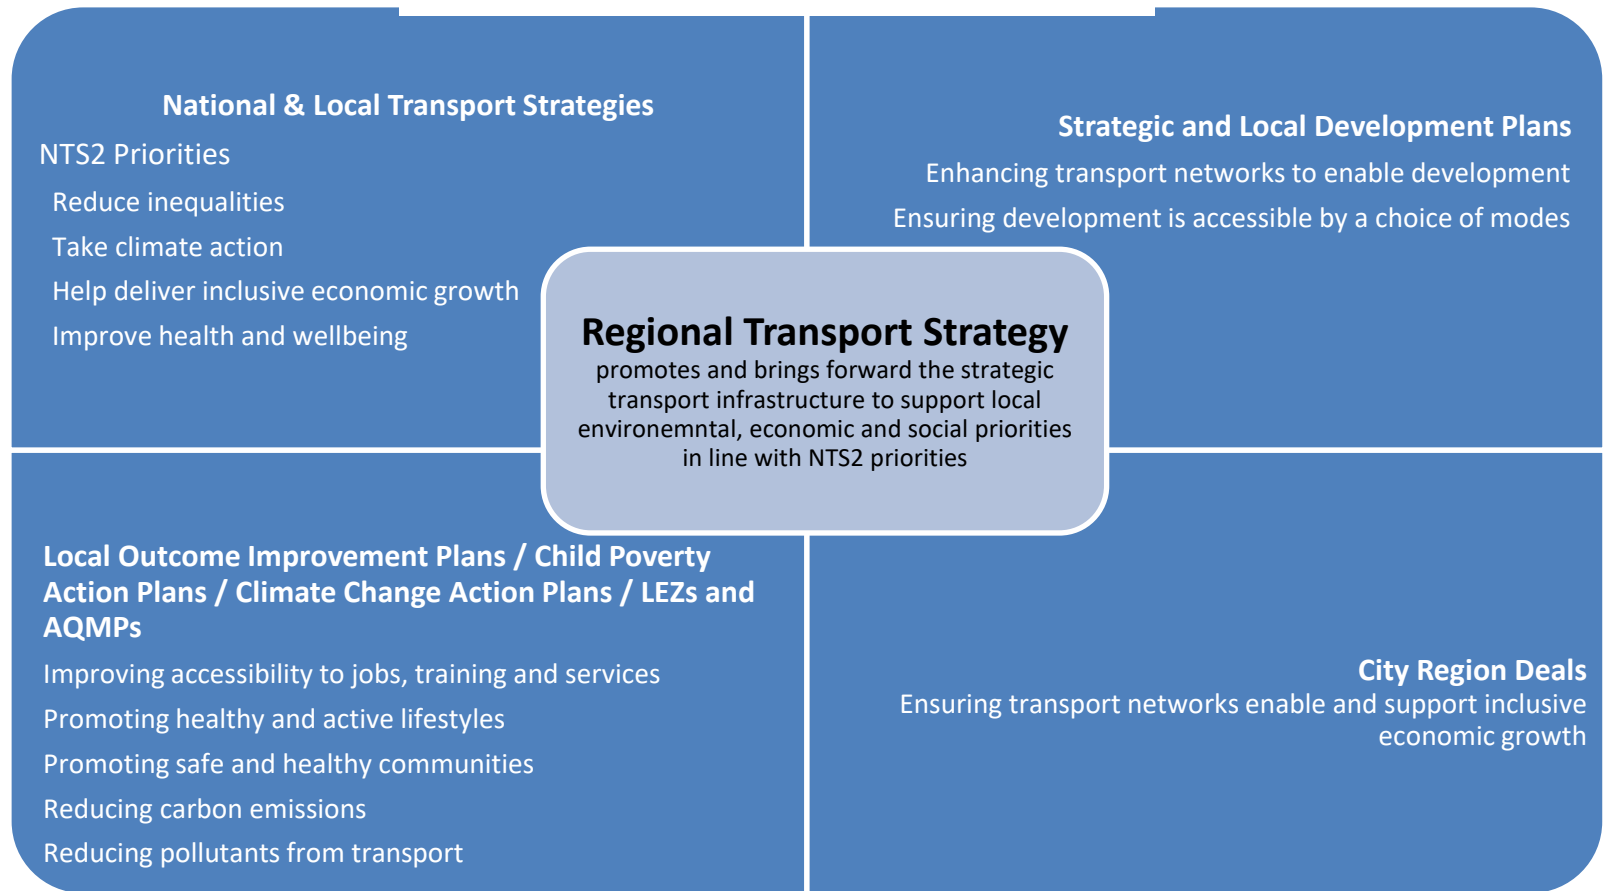 National & Local Transport Strategies
NTS2 Priorities
Reduce inequalities
Take climate action
Help deliver inclusive economic growth
Improve health and wellbeing
Strategic and Local Development Plans
Enhancing transport networks to enable development
Ensuring development is accessible by a choice of modes
Regional Transport Strategy
promotes and brings forward the strategic
transport infrastructure to support local
environemntal, economic and social priorities
in line with NTS2 priorities
Local Outcome Improvement Plans / Child Poverty
Action Plans / Climate Change Action Plans / LEZs and
AQMPs
Improving accessibility to jobs, training and services
Promoting healthy and active lifestyles
Promoting safe and healthy communities
Reducing carbon emissions
Reducing pollutants from transport
City Region Deals
Ensuring transport networks enable and support inclusive
economic growth